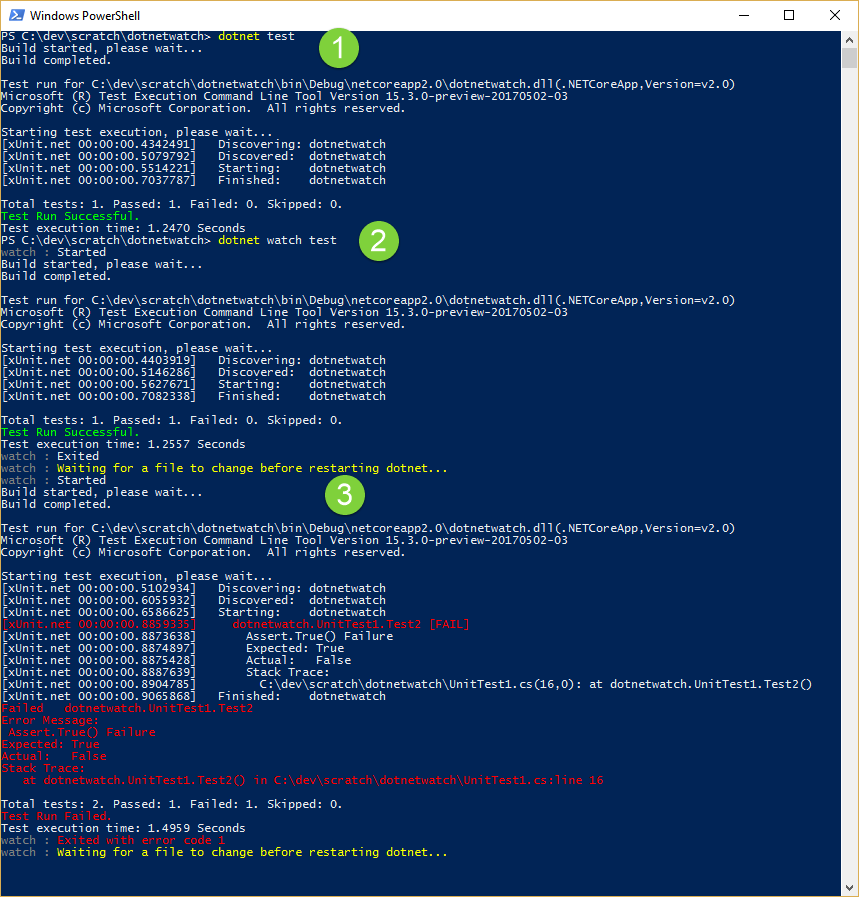 Windows PowerShell
PS C:\dev\scratch\dotnetwatch> dotnet test
1
Build started, please wait...
Build completed.
Test run for C:\dev\scratch\dotnetwatch\bin\Debug\netcoreapp2.0\dotnetwatch.dll(.NETCoreApp,Version=v2.0)
Microsoft (R) Test Execution Command Line Tool Version 15.3.0-preview-20170502-03
Copyright (c) Microsoft Corporation.  All rights reserved.
Starting test execution, please wait...
[xUnit.net 00:00:00.4342491]   Discovering: dotnetwatch
[xUnit.net 00:00:00.5079792]   Discovered:  dotnetwatch
[xUnit.net 00:00:00.5514221]   Starting:    dotnetwatch
[xUnit.net 00:00:00.7037787]   Finished:    dotnetwatch
Total tests: 1. Passed: 1. Failed: 0. Skipped: 0.
Test Run Successful.
Test execution time: 1.2470 Seconds
PS C:\dev\scratch\dotnetwatch> dotnet watch test
2
watch : Started
Build started, please wait...
Build completed.
Test run for C:\dev\scratch\dotnetwatch\bin\Debug\netcoreapp2.0\dotnetwatch.dll(.NETCoreApp,Version=v2.0)
Microsoft (R) Test Execution Command Line Tool Version 15.3.0-preview-20170502-03
Copyright (c) Microsoft Corporation.  All rights reserved.
Starting test execution, please wait...
[xUnit.net 00:00:00.4403919]   Discovering: dotnetwatch
[xUnit.net 00:00:00.5146286]   Discovered:  dotnetwatch
[xUnit.net 00:00:00.5627671]   Starting:    dotnetwatch
[xUnit.net 00:00:00.7082338]   Finished:    dotnetwatch
Total tests: 1. Passed: 1. Failed: 0. Skipped: 0.
Test Run Successful.
Test execution time: 1.2557 Seconds
watch : Exited
watch : Waiting for a file to change before restarting dotnet...
watch : Started
Build started, please wait...
3
Build completed.
Test run for C:\dev\scratch\dotnetwatch\bin\Debug\netcoreapp2.0\dotnetwatch.dll(.NETCoreApp,Version=v2.0)
Microsoft (R) Test Execution Command Line Tool Version 15.3.0-preview-20170502-03
Copyright (c) Microsoft Corporation.  All rights reserved.
Starting test execution, please wait...
[xUnit.net 00:00:00.5102934]   Discovering: dotnetwatch
[xUnit.net 00:00:00.6055932]   Discovered:  dotnetwatch
[xUnit.net 00:00:00.6586625]   Starting:    dotnetwatch
[xUnit.net 00:00:00.8859335]     dotnetwatch.UnitTest1.Test2 [FAIL]
[xUnit.net 00:00:00.8873638]       Assert.True() Failure
[xUnit.net 00:00:00.8874897]       Expected: True
[xUnit.net 00:00:00.8875428]       Actual:   False
[xUnit.net 00:00:00.8887639]       Stack Trace:
[xUnit.net 00:00:00.8904785]         C:\dev\scratch\dotnetwatch\UnitTest1.cs(16,0): at dotnetwatch.UnitTest1.Test2()
[xUnit.net 00:00:00.9065868]   Finished:    dotnetwatch
Failed   dotnetwatch.UnitTest1.Test2
Error Message:
 Assert.True() Failure
Expected: True
Actual:   False
Stack Trace:
   at dotnetwatch.UnitTest1.Test2() in C:\dev\scratch\dotnetwatch\UnitTest1.cs:line 16
Total tests: 2. Passed: 1. Failed: 1. Skipped: 0.
Test Run Failed.
Test execution time: 1.4959 Seconds
watch : Exited with error code 1
watch : Waiting for a file to change before restarting dotnet...